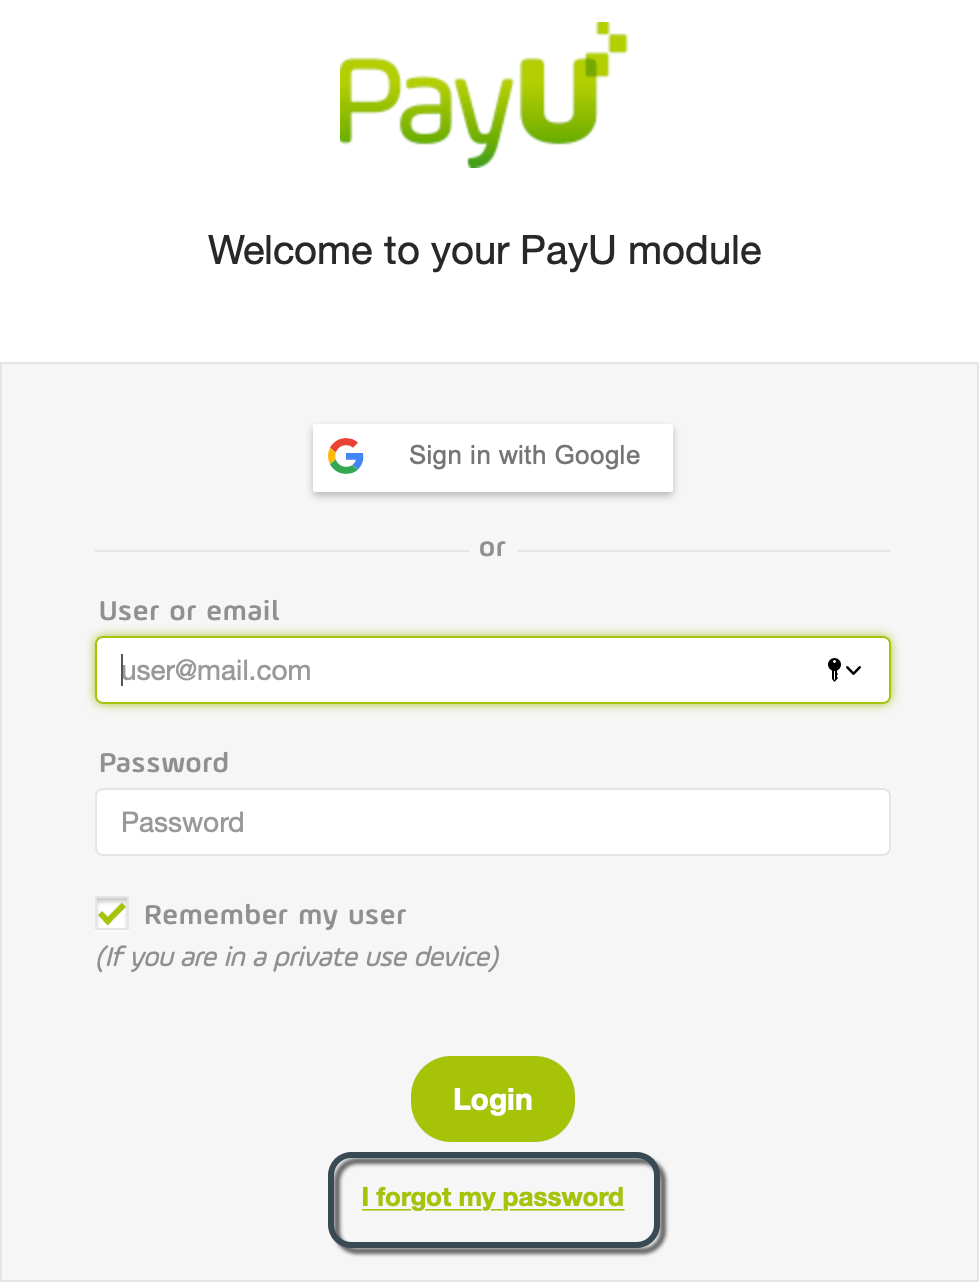 PayU
Welcome to your PayU module
Sign in with Google
or
User or email
user@mail.com
Password
Password
Remember my user
(If you are in a private use device)
Login
I forgot my password